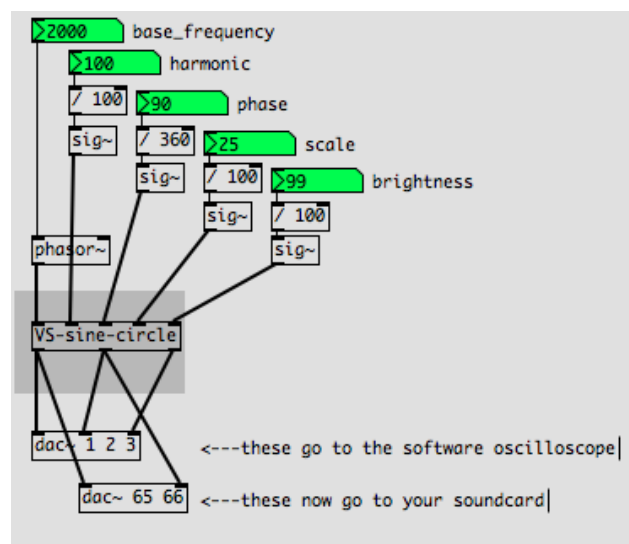 2000 base_frequency
100 harmonic
/ 100 90 phase
sig~ / 360 25 scale
sig~ / 100 99 brightness
sig~ / 100
phasor~ sig~
VS-sine-circle
dac~ 1 2 3 <---these go to the software oscilloscope
dac~ 65 66 <---these now go to your soundcard